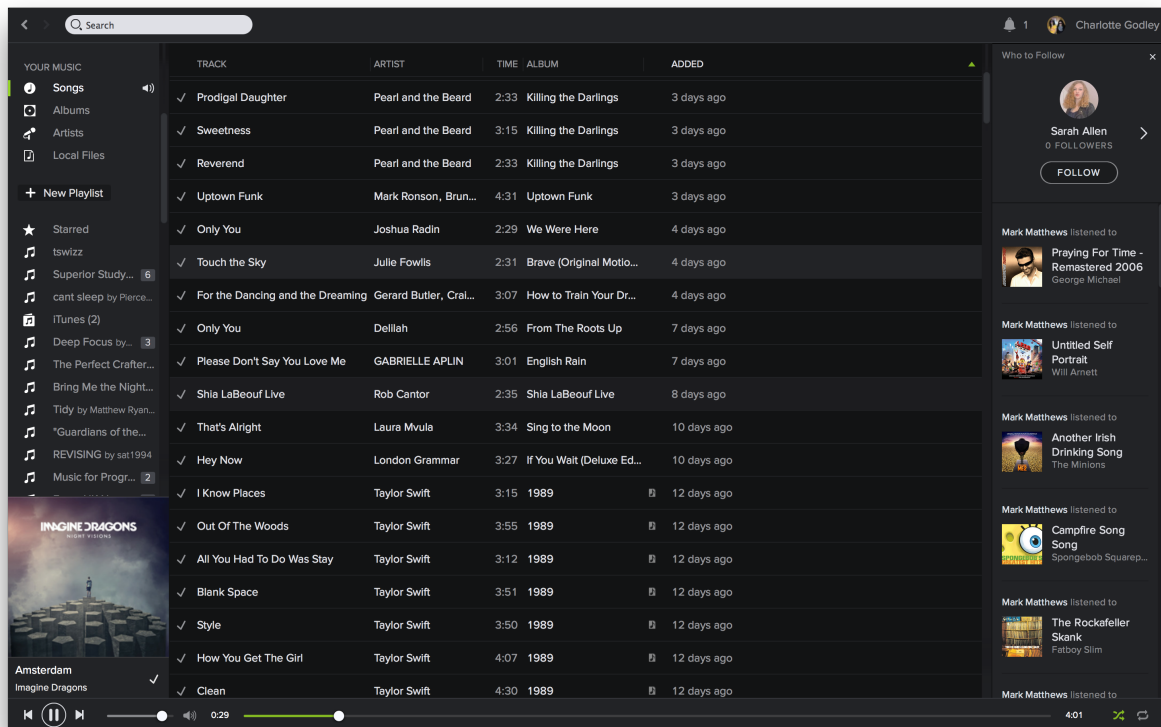 Search
1
Charlotte Godley
YOUR MUSIC
Songs
Albums
Artists
Local Files
New Playlist
Starred
tswizz
Superior Study... 6
cant sleep by Pierce...
iTunes (2)
Deep Focus by... 3
The Perfect Crafter...
Bring Me the Night...
Tidy by Matthew Ryan...
"Guardians of the...
REVISING by sat1994
Music for Progr... 2
IMAGINE DRAGONS
NIGHT VISIONS
Amsterdam
Imagine Dragons
TRACK ARTIST TIME ALBUM ADDED
Prodigal Daughter Pearl and the Beard 2:33 Killing the Darlings 3 days ago
Sweetness Pearl and the Beard 3:15 Killing the Darlings 3 days ago
Reverend Pearl and the Beard 2:33 Killing the Darlings 3 days ago
Uptown Funk Mark Ronson, Brun... 4:31 Uptown Funk 3 days ago
Only You Joshua Radin 2:29 We Were Here 4 days ago
Touch the Sky Julie Fowlis 2:31 Brave (Original Motio... 4 days ago
For the Dancing and the Dreaming Gerard Butler, Crai... 3:07 How to Train Your Dr... 4 days ago
Only You Delilah 2:56 From The Roots Up 7 days ago
Please Don't Say You Love Me GABRIELLE APLIN 3:01 English Rain 7 days ago
Shia LaBeouf Live Rob Cantor 2:35 Shia LaBeouf Live 8 days ago
That's Alright Laura Mvula 3:34 Sing to the Moon 10 days ago
Hey Now London Grammar 3:27 If You Wait (Deluxe Ed... 10 days ago
I Know Places Taylor Swift 3:15 1989 12 days ago
Out Of The Woods Taylor Swift 3:55 1989 12 days ago
All You Had To Do Was Stay Taylor Swift 3:12 1989 12 days ago
Blank Space Taylor Swift 3:51 1989 12 days ago
Style Taylor Swift 3:50 1989 12 days ago
How You Get The Girl Taylor Swift 4:07 1989 12 days ago
Clean Taylor Swift 4:30 1989 12 days ago
Who to Follow
Sarah Allen
0 FOLLOWERS
FOLLOW
Mark Matthews listened to
Praying For Time -
Remastered 2006
George Michael
Mark Matthews listened to
Untitled Self
Portrait
Will Arnett
Mark Matthews listened to
Another Irish
Drinking Song
The Minions
Mark Matthews listened to
Campfire Song
Song
Spongebob Squarep...
Mark Matthews listened to
The Rockafeller
Skank
Fatboy Slim
Mark Matthews listened to
0:29
4:01